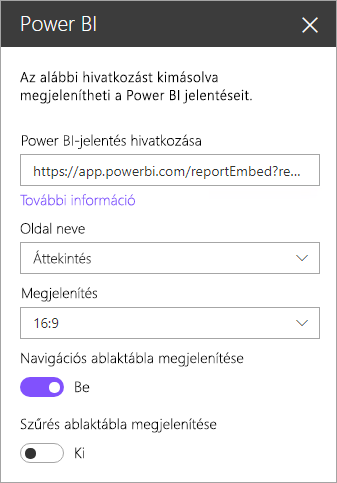 Power BI
Az alábbi hivatkozást kimásolva
megjelenítheti a Power BI jelentéseit.
Power BI-jelentés hivatkozása
https://app.powerbi.com/reportEmbed?re...
További információ
Oldal neve
Áttekintés
Megjelenítés
16:9
Navigációs ablaktábla megjelenítése
Be
Szűrés ablaktábla megjelenítése
Ki